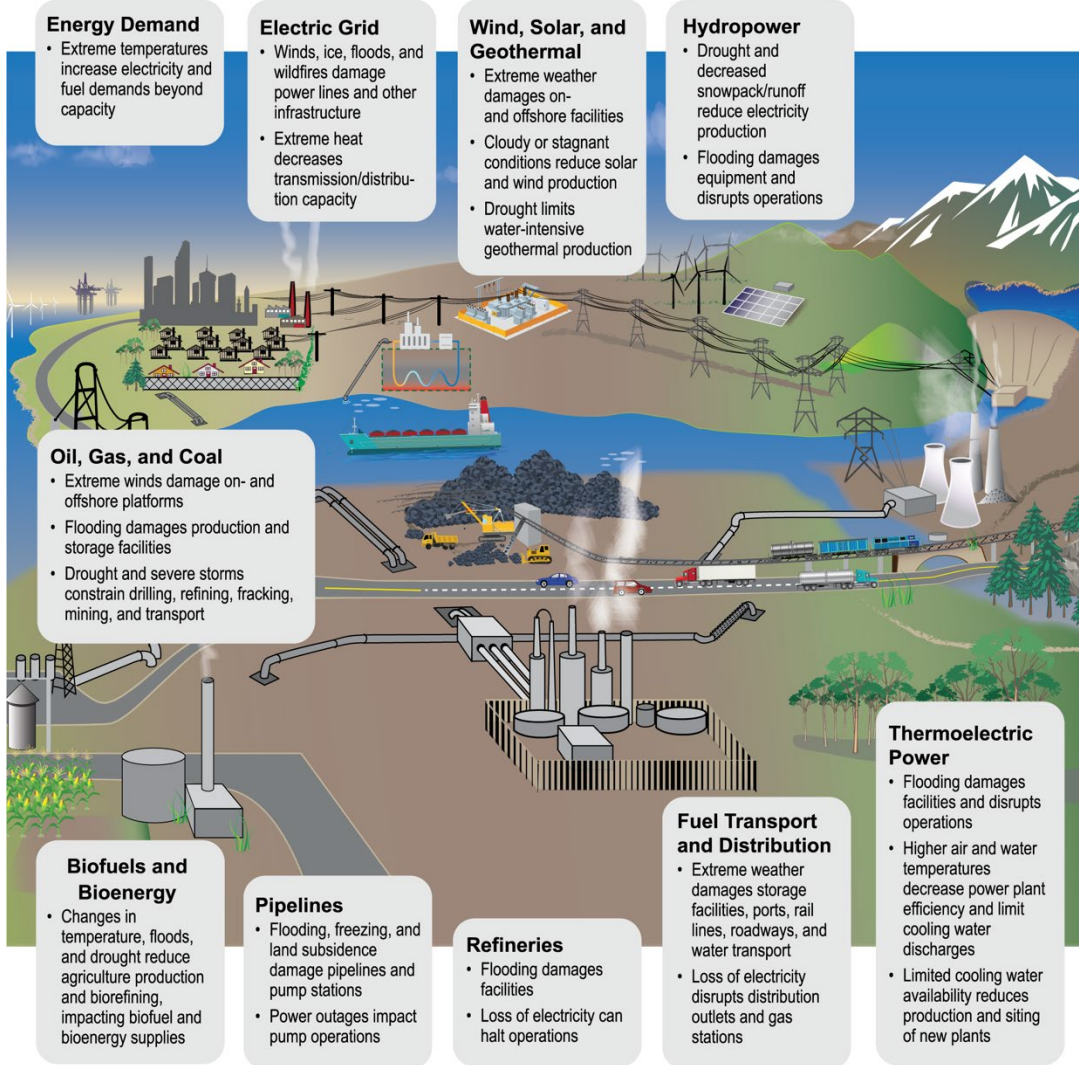 Energy Demand
• Extreme temperatures
increase electricity and
fuel demands beyond
capacity
Electric Grid
• Winds, ice, floods, and
wildfires damage
power lines and other
infrastructure
• Extreme heat
decreases
transmission/distribu-
tion capacity
Wind, Solar, and
Geothermal
• Extreme weather
damages on-
and offshore facilities
• Cloudy or stagnant
conditions reduce solar
and wind production
• Drought limits
water-intensive
geothermal production
Hydropower
• Drought and
decreased
snowpack/runoff
reduce electricity
production
• Flooding damages
equipment and
disrupts operations
Oil, Gas, and Coal
• Extreme winds damage on- and
offshore platforms
• Flooding damages production and
storage facilities
• Drought and severe storms
constrain drilling, refining, fracking,
mining, and transport
Biofuels and
Bioenergy
• Changes in
temperature, floods,
and drought reduce
agriculture production
and biorefining,
impacting biofuel and
bioenergy supplies
Pipelines
• Flooding, freezing, and
land subsidence
damage pipelines and
pump stations
• Power outages impact
pump operations
Refineries
• Flooding damages
facilities
• Loss of electricity can
halt operations
Fuel Transport
and Distribution
• Extreme weather
damages storage
facilities, ports, rail
lines, roadways, and
water transport
• Loss of electricity
disrupts distribution
outlets and gas
stations
Thermoelectric
Power
• Flooding damages
facilities and disrupts
operations
• Higher air and water
temperatures
decrease power plant
efficiency and limit
cooling water
discharges
• Limited cooling water
availability reduces
production and siting
of new plants